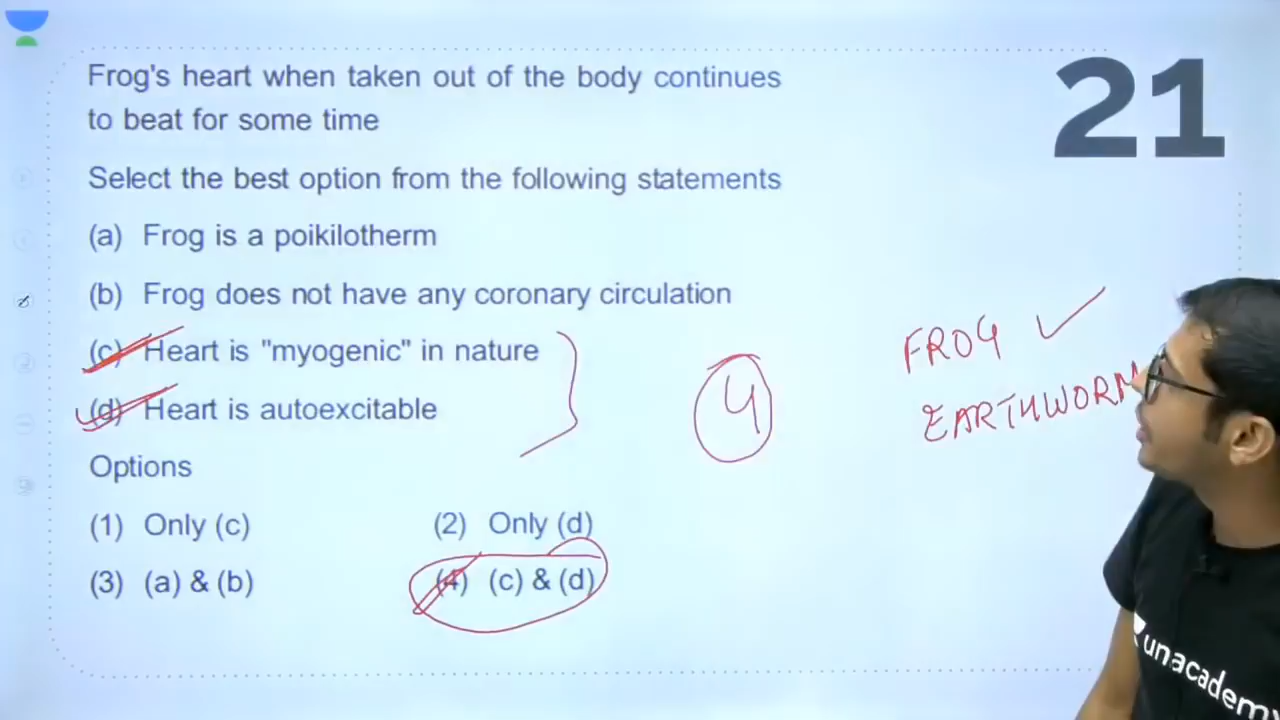 21
Frog's heart when taken out of the body continues
to beat for some time
Select the best option from the following statements
(a) Frog is a poikilotherm
(b) Frog does not have any coronary circulation
(c) Heart is "myogenic" in nature
(d) Heart is autoexcitable
Options
(1) Only (c) (2) Only (d)
(3) (a) & (b) (4) (c) & (d)
4
FROG
EARTHWORM
unacademy